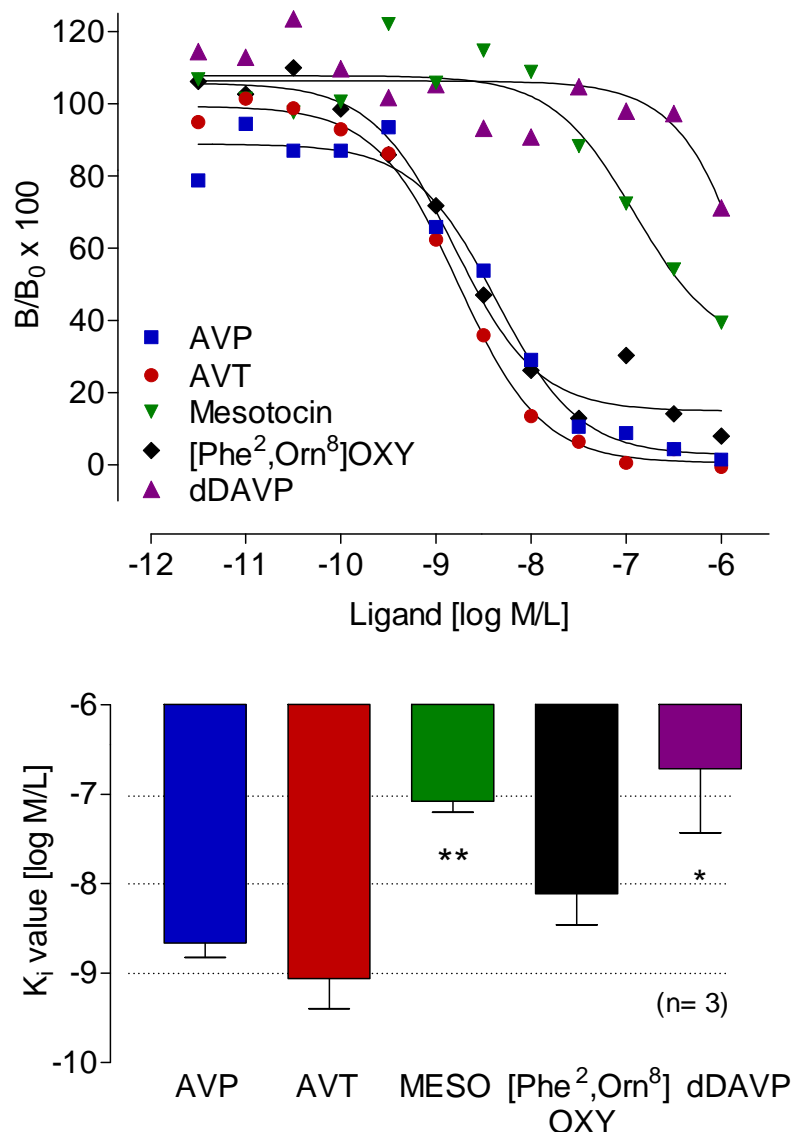 120
100
80
60
40
20
0
B/B₀ x 100
AVP
AVT
Mesotocin
[Phe²,Orn⁸]OXY
dDAVP
-12 -11 -10 -9 -8 -7 -6
Ligand [log M/L]
-6
-7
-8
-9
-10
Kᵢ value [log M/L]
**
*
(n= 3)
AVP AVT MESO [Phe²,Orn⁸] dDAVP
OXY